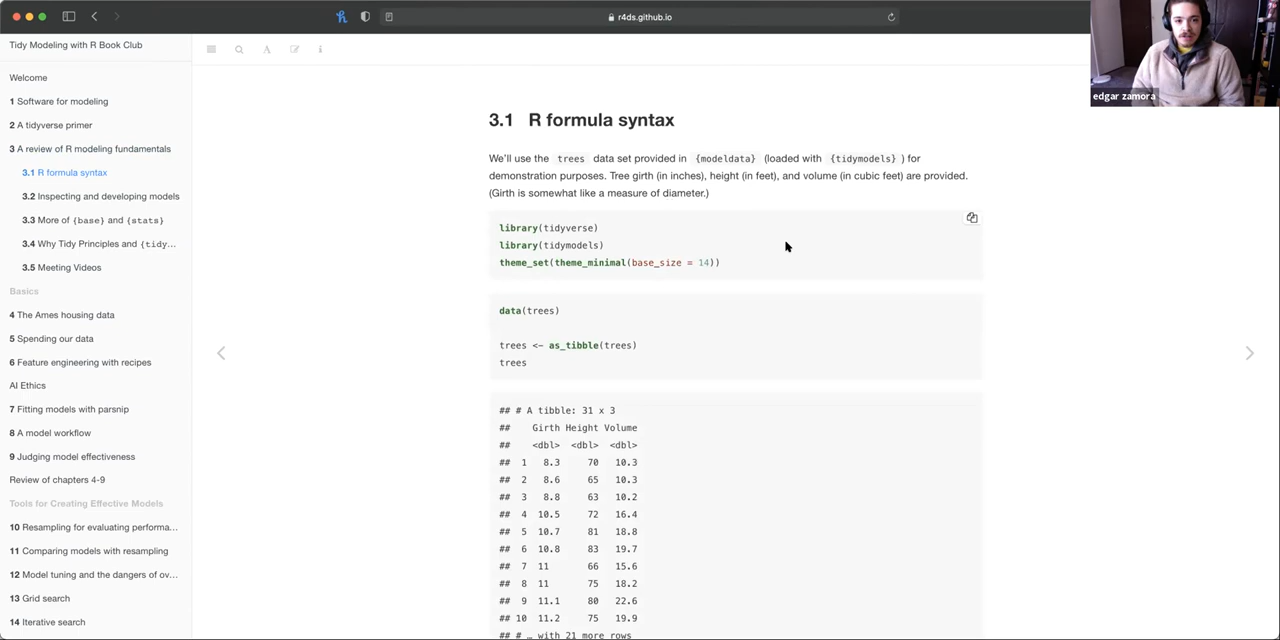 r4ds.github.io
Tidy Modeling with R Book Club
Welcome
1 Software for modeling
2 A tidyverse primer
3 A review of R modeling fundamentals
3.1 R formula syntax
3.2 Inspecting and developing models
3.3 More of {base} and {stats}
3.4 Why Tidy Principles and {tidy…
3.5 Meeting Videos
Basics
4 The Ames housing data
5 Spending our data
6 Feature engineering with recipes
AI Ethics
7 Fitting models with parsnip
8 A model workflow
9 Judging model effectiveness
Review of chapters 4-9
Tools for Creating Effective Models
10 Resampling for evaluating performa…
11 Comparing models with resampling
12 Model tuning and the dangers of ov…
13 Grid search
14 Iterative search
3.1 R formula syntax
We'll use the trees data set provided in {modeldata} (loaded with {tidymodels} ) for
demonstration purposes. Tree girth (in inches), height (in feet), and volume (in cubic feet) are provided.
(Girth is somewhat like a measure of diameter.)
library(tidyverse)
library(tidymodels)
theme_set(theme_minimal(base_size = 14))
data(trees)
trees <- as_tibble(trees)
trees
## # A tibble: 31 x 3
## Girth Height Volume
## <dbl> <dbl> <dbl>
## 1 8.3 70 10.3
## 2 8.6 65 10.3
## 3 8.8 63 10.2
## 4 10.5 72 16.4
## 5 10.7 81 18.8
## 6 10.8 83 19.7
## 7 11 66 15.6
## 8 11 75 18.2
## 9 11.1 80 22.6
## 10 11.2 75 19.9
## # … with 21 more rows
edgar zamora